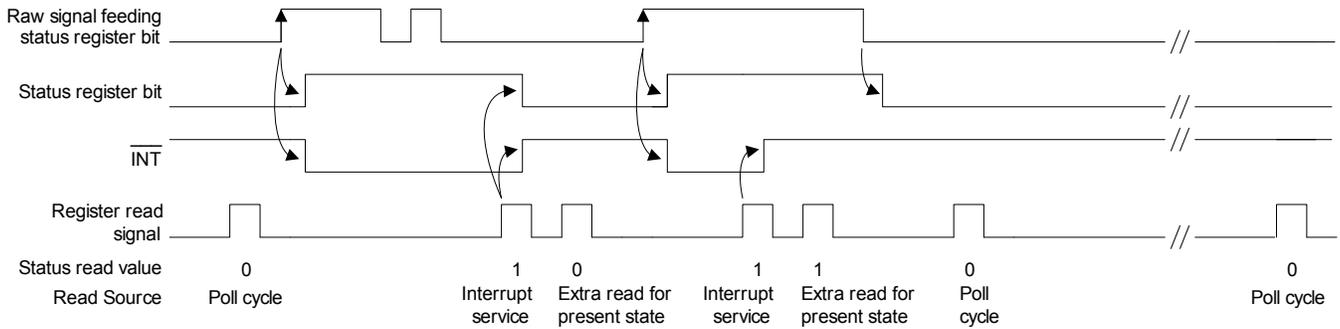 Raw signal feeding
status register bit
//
Status register bit
//
INT
//
Register read
signal
//
Status read value 0 1 0 1 1 0 0
Read Source Poll cycle Interrupt Extra read for Interrupt Extra read for Poll Poll cycle
service present state service present state cycle